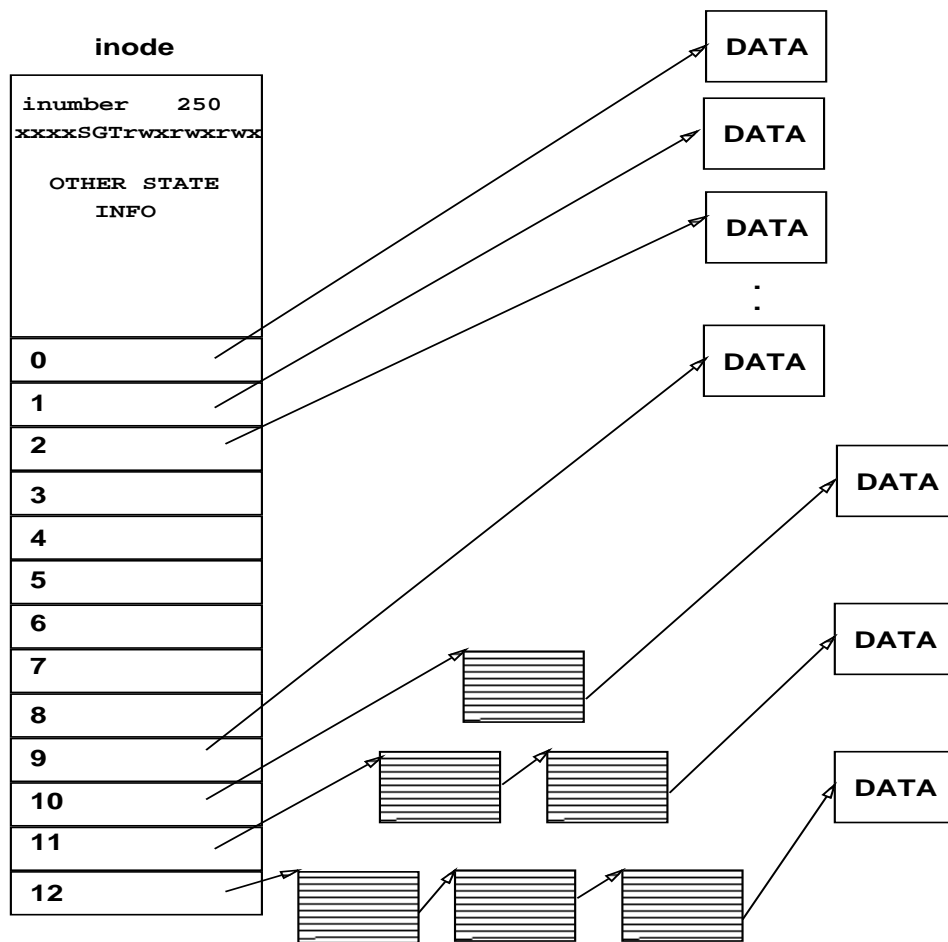 inode
inumber 250
xxxxSGTrwxrwxrwx
OTHER STATE
INFO
0
1
2
3
4
5
6
7
8
9
10
11
12
DATA
DATA
DATA
DATA
DATA
DATA
DATA